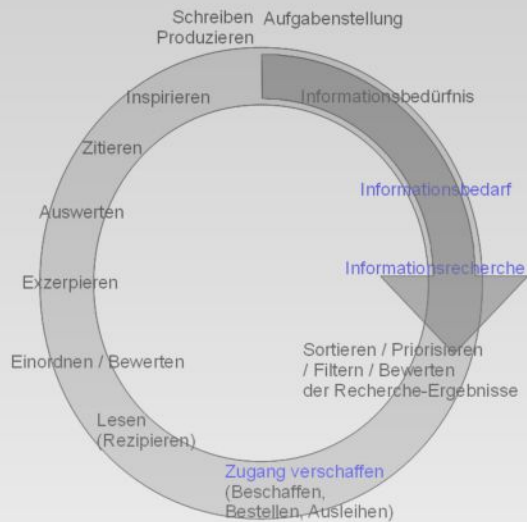 Schreiben
Produzieren
Aufgabenstellung
Informationsbedürfnis
Informationsbedarf
Informationsrecherche
Sortieren / Priorisieren
/ Filtern / Bewerten
der Recherche-Ergebnisse
Zugang verschaffen
(Beschaffen,
Bestellen, Ausleihen)
Lesen
(Rezipieren)
Einordnen / Bewerten
Exzerpieren
Auswerten
Zitieren
Inspirieren